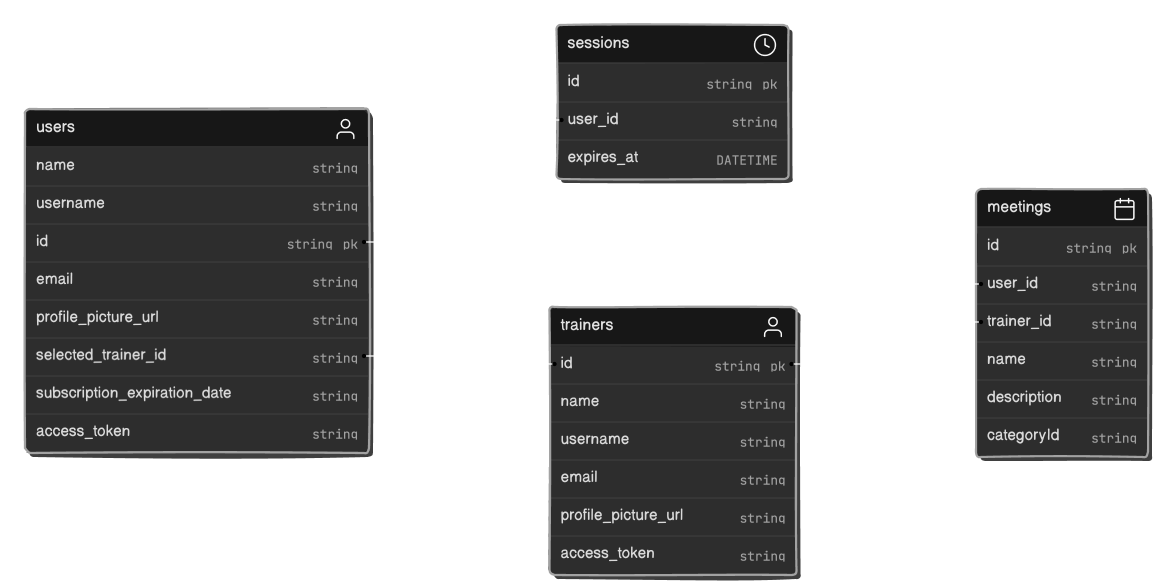 users
name string
username string
id string pk
email string
profile_picture_url string
selected_trainer_id string
subscription_expiration_date string
access_token string
sessions
id string pk
user_id string
expires_at DATETIME
trainers
id string pk
name string
username string
email string
profile_picture_url string
access_token string
meetings
id string pk
user_id string
trainer_id string
name string
description string
categoryId string